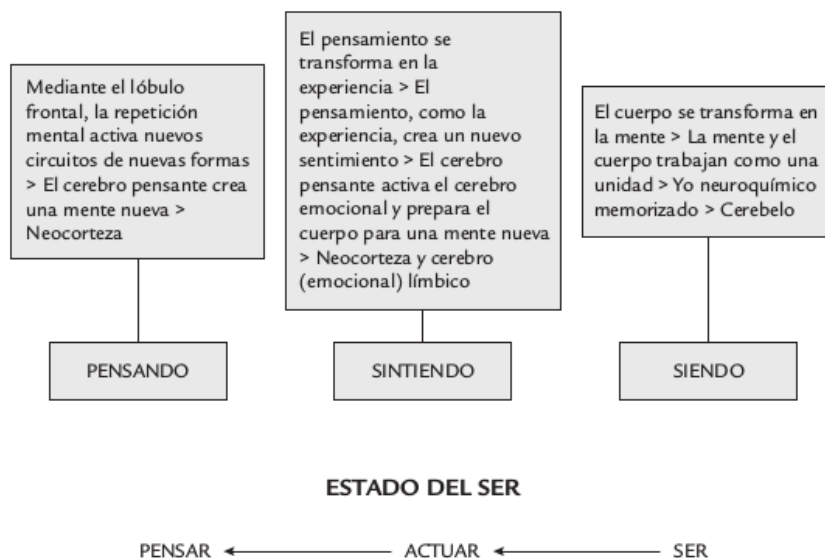 Mediante el lóbulo
frontal, la repetición
mental activa nuevos
circuitos de nuevas formas
> El cerebro pensante crea
una mente nueva >
Neocorteza
El pensamiento se
transforma en la
experiencia > El
pensamiento, como la
experiencia, crea un nuevo
sentimiento > El cerebro
pensante activa el cerebro
emocional y prepara el
cuerpo para una mente nueva
> Neocorteza y cerebro
(emocional) límbico
El cuerpo se transforma en
la mente > La mente y el
cuerpo trabajan como una
unidad > Yo neuroquímico
memorizado > Cerebelo
PENSANDO
SINTIENDO
SIENDO
ESTADO DEL SER
PENSAR ACTUAR SER